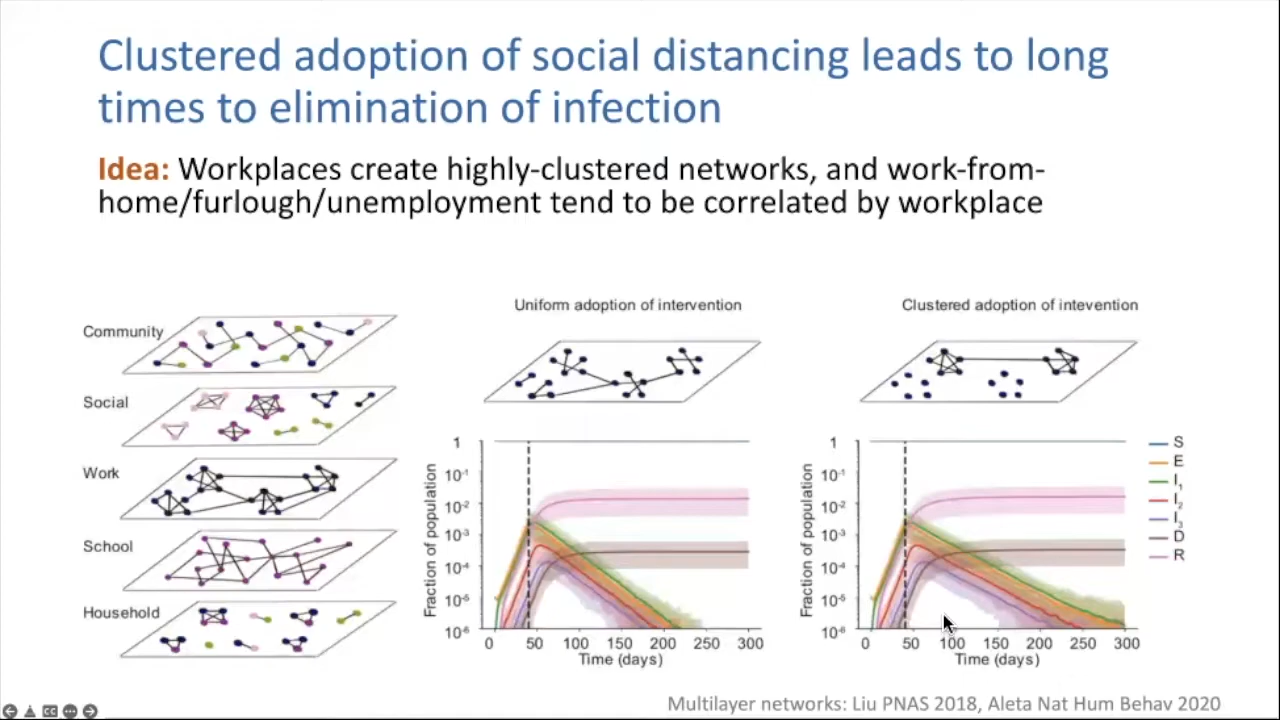 Clustered adoption of social distancing leads to long
times to elimination of infection
Idea: Workplaces create highly-clustered networks, and work-from-
home/furlough/unemployment tend to be correlated by workplace
Community
Social
Work
School
Household
Uniform adoption of intervention
Fraction of population
1
10⁻¹
10⁻²
10⁻³
10⁻⁴
10⁻⁵
10⁻⁶
0 50 100 150 200 250 300
Time (days)
Clustered adoption of intevention
Fraction of population
1
10⁻¹
10⁻²
10⁻³
10⁻⁴
10⁻⁵
10⁻⁶
0 50 100 150 200 250 300
Time (days)
S
E
I₁
I₂
I₃
D
R
Multilayer networks: Liu PNAS 2018, Aleta Nat Hum Behav 2020
CC